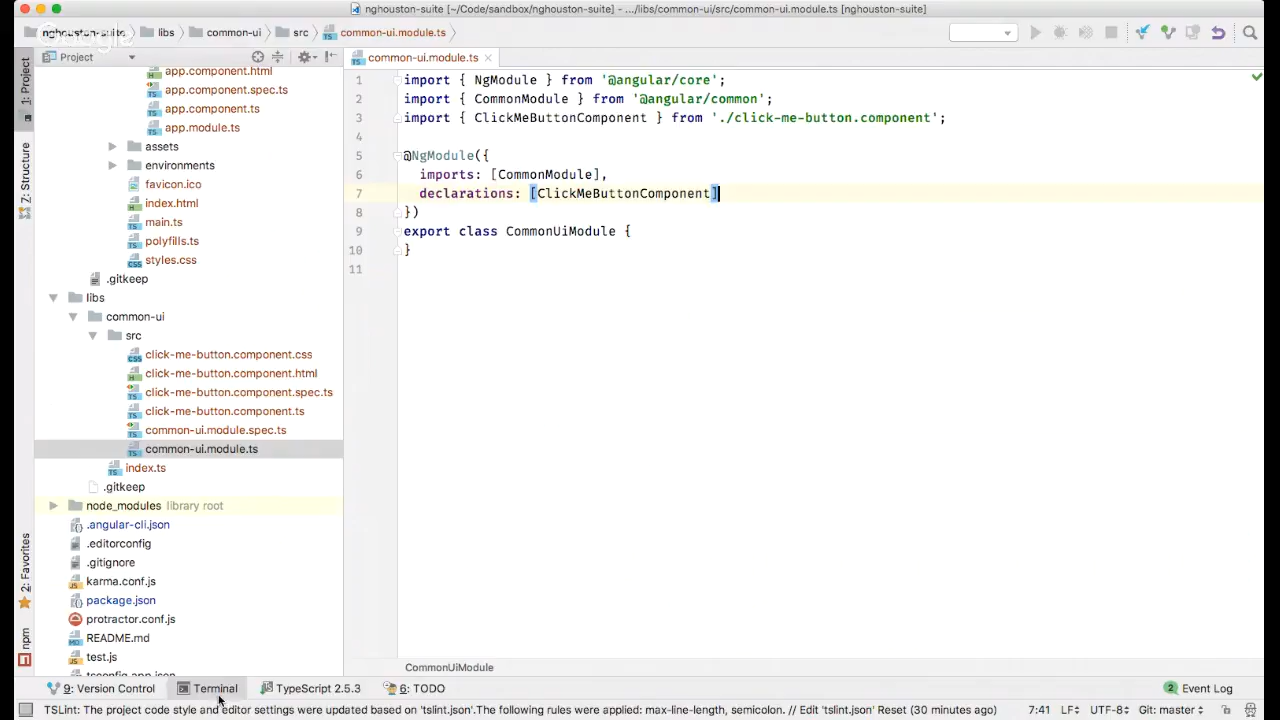 nghouston-suite [~/Code/sandbox/nghouston-suite] - .../libs/common-ui/src/common-ui.module.ts [nghouston-suite]
nghouston-suite libs common-ui src common-ui.module.ts
Project
common-ui.module.ts
1: Project
Z: Structure
2: Favorites
npm
app.component.html
app.component.spec.ts
app.component.ts
app.module.ts
assets
environments
favicon.ico
index.html
main.ts
polyfills.ts
styles.css
.gitkeep
libs
common-ui
src
click-me-button.component.css
click-me-button.component.html
click-me-button.component.spec.ts
click-me-button.component.ts
common-ui.module.spec.ts
common-ui.module.ts
index.ts
.gitkeep
node_modules library root
.angular-cli.json
.editorconfig
.gitignore
karma.conf.js
package.json
protractor.conf.js
README.md
test.js
tsconfig.app.json
1 import { NgModule } from '@angular/core';
2 import { CommonModule } from '@angular/common';
3 import { ClickMeButtonComponent } from './click-me-button.component';
4
5 @NgModule({
6 imports: [CommonModule],
7 declarations: [ClickMeButtonComponent]
8 })
9 export class CommonUiModule {
10 }
11
CommonUiModule
9: Version Control Terminal TypeScript 2.5.3 6: TODO 2 Event Log
TSLint: The project code style and editor settings were updated based on 'tslint.json'.The following rules were applied: max-line-length, semicolon. // Edit 'tslint.json' Reset (30 minutes ago) 7:41 LF÷ UTF-8÷ Git: master÷